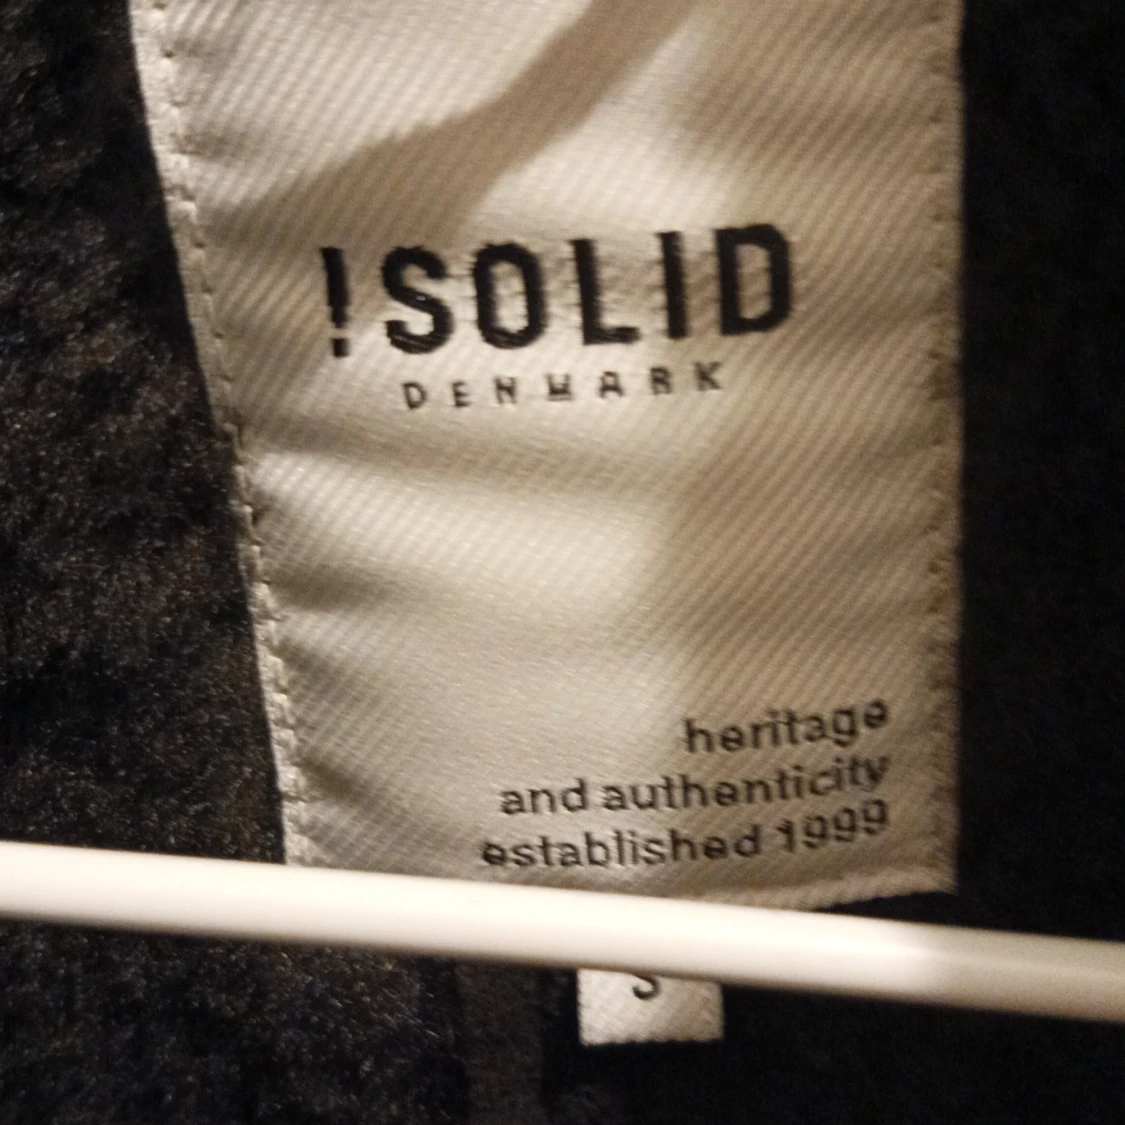 !SOLID
DENMARK
heritage
and authenticity
established 1999
S